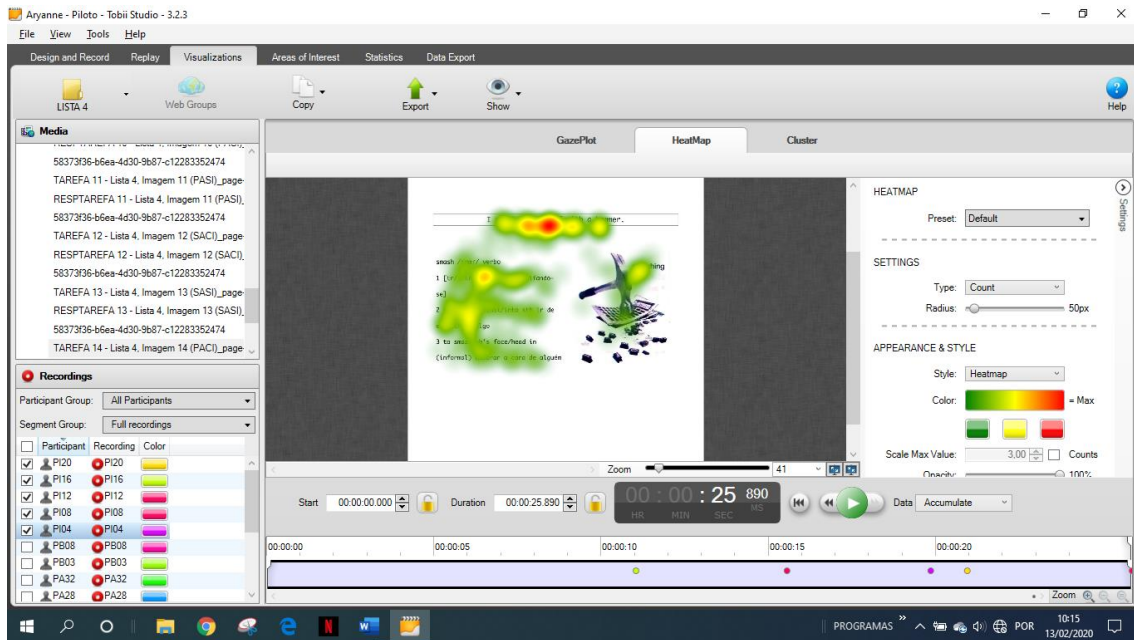 Aryanne - Piloto - Tobii Studio - 3.2.3
File View Tools Help
Design and Record Replay Visualizations Areas of Interest Statistics Data Export
LISTA 4 Web Groups Copy Export Show Help
Media
GazePlot HeatMap Cluster
58373f36-b6ea-4d30-9b87-c12283352474
TAREFA 11 - Lista 4, Imagem 11 (PASI)_page-
RESPTAREFA 11 - Lista 4, Imagem 11 (PASI)_
58373f36-b6ea-4d30-9b87-c12283352474
TAREFA 12 - Lista 4, Imagem 12 (SACI)_page-
RESPTAREFA 12 - Lista 4, Imagem 12 (SACI)_
58373f36-b6ea-4d30-9b87-c12283352474
TAREFA 13 - Lista 4, Imagem 13 (SASI)_page-
RESPTAREFA 13 - Lista 4, Imagem 13 (SASI)_
58373f36-b6ea-4d30-9b87-c12283352474
TAREFA 14 - Lista 4, Imagem 14 (PACI)_page-
I
smash verbo
1
se]
2 de
3 to face/head in
(informal) a cara de alguém
HEATMAP
Preset: Default
SETTINGS
Type: Count
Radius: 50px
APPEARANCE & STYLE
Style: Heatmap
Color: = Max
Scale Max Value: 3,00 Counts
Opacity: 100%
Settings
Zoom 41
Recordings
Participant Group: All Participants
Segment Group: Full recordings
Participant Recording Color
PI20 PI20
PI16 PI16
PI12 PI12
PI08 PI08
PI04 PI04
PB08 PB08
PB03 PB03
PA32 PA32
PA28 PA28
Start 00:00:00.000 Duration 00:00:25.890 00 : 00 : 25 890 Data Accumulate
HR MIN SEC MS
00:00:00 00:00:05 00:00:10 00:00:15 00:00:20
Zoom
PROGRAMAS POR 10:15
13/02/2020